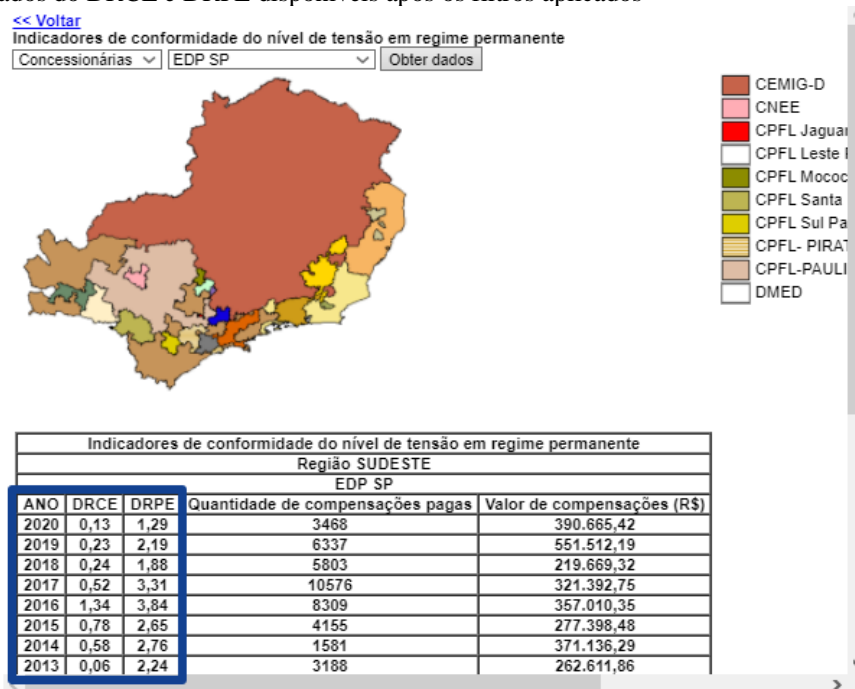 << Voltar
Indicadores de conformidade do nível de tensão em regime permanente
Concessionárias EDP SP Obter dados
CEMIG-D
CNEE
CPFL
CPFL Leste
CPFL
CPFL Santa
CPFL Sul
CPFL-
CPFL-
DMED
Indicadores de conformidade do nível de tensão em regime permanente
Região SUDESTE
EDP SP
ANO DRCE DRPE Quantidade de compensações pagas Valor de compensações (R$)
2020 0,13 1,29 3468 390.665,42
2019 0,23 2,19 6337 551.512,19
2018 0,24 1,88 5803 219.669,32
2017 0,52 3,31 10576 321.392,75
2016 1,34 3,84 8309 357.010,35
2015 0,78 2,65 4155 277.398,48
2014 0,58 2,76 1581 371.136,29
2013 0,06 2,24 3188 262.611,86